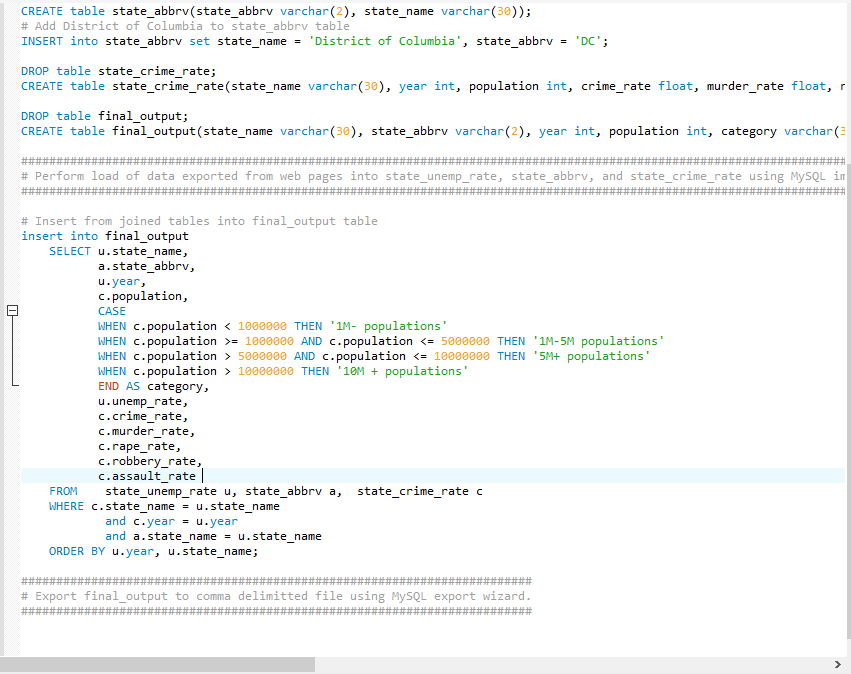 CREATE table state_abbrv(state_abbrv varchar(2), state_name varchar(30));
# Add District of Columbia to state_abbrv table
INSERT into state_abbrv set state_name = 'District of Columbia', state_abbrv = 'DC';
DROP table state_crime_rate;
CREATE table state_crime_rate(state_name varchar(30), year int, population int, crime_rate float, murder_rate float, r
DROP table final_output;
CREATE table final_output(state_name varchar(30), state_abbrv varchar(2), year int, population int, category varchar(3
######################################################################################################################
# Perform load of data exported from web pages into state_unemp_rate, state_abbrv, and state_crime_rate using MySQL im
######################################################################################################################
# Insert from joined tables into final_output table
insert into final_output
SELECT u.state_name,
a.state_abbrv,
u.year,
c.population,
CASE
WHEN c.population < 1000000 THEN '1M- populations'
WHEN c.population >= 1000000 AND c.population <= 5000000 THEN '1M-5M populations'
WHEN c.population > 5000000 AND c.population <= 10000000 THEN '5M+ populations'
WHEN c.population > 10000000 THEN '10M + populations'
END AS category,
u.unemp_rate,
c.crime_rate,
c.murder_rate,
c.rape_rate,
c.robbery_rate,
c.assault_rate
FROM state_unemp_rate u, state_abbrv a, state_crime_rate c
WHERE c.state_name = u.state_name
and c.year = u.year
and a.state_name = u.state_name
ORDER BY u.year, u.state_name;
#########################################################################
# Export final_output to comma delimitted file using MySQL export wizard.
#########################################################################